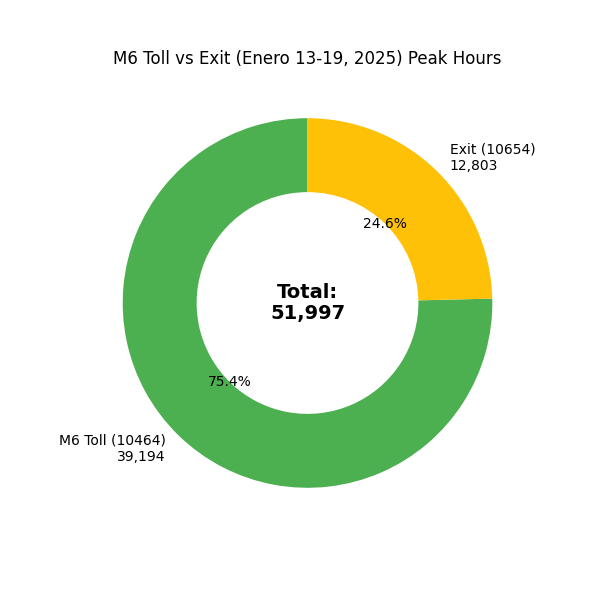 M6 Toll vs Exit (Enero 13-19, 2025) Peak Hours
Exit (10654)
12,803
24.6%
Total:
51,997
75.4%
M6 Toll (10464)
39,194